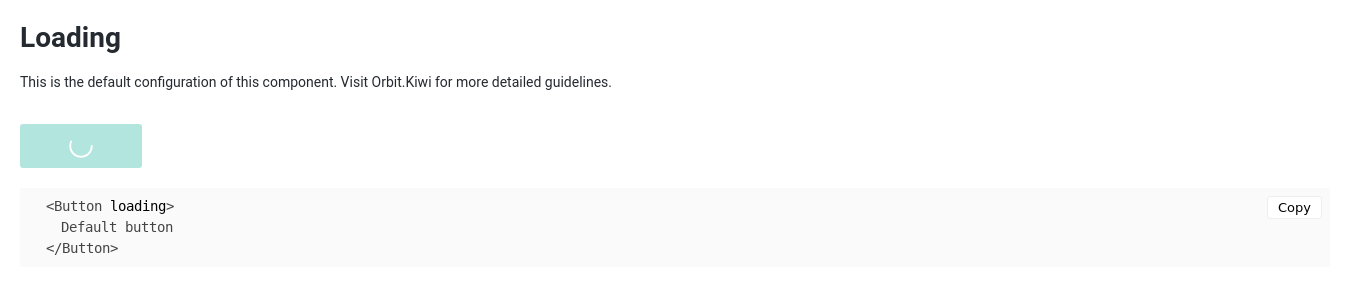 Loading
This is the default configuration of this component. Visit Orbit.Kiwi for more detailed guidelines.
<Button loading>
Copy
Default button
</Button>